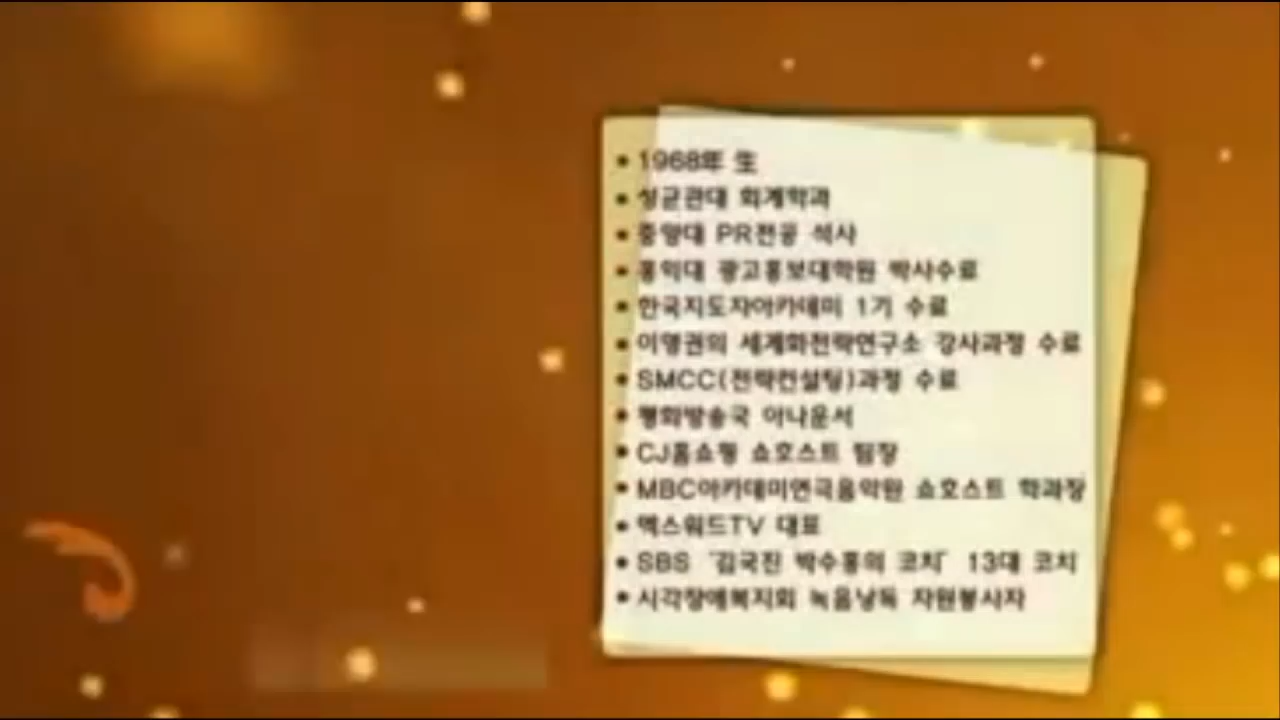 • 1968年 生
• 성균관대 회계학과
• 중앙대 PR전공 석사
• 홍익대 광고홍보대학원 박사수료
• 한국지도자아카데미 1기 수료
• 이영권의 세계화전략연구소 강사과정 수료
• SMCC(전략컨설팅)과정 수료
• 평화방송국 아나운서
• CJ홈쇼핑 쇼호스트 팀장
• MBC아카데미연극음악원 쇼호스트 학과장
• 엑스워드TV 대표
• SBS '김국진 박수홍의 코치' 13대 코치
• 시각장애복지회 녹음낭독 자원봉사자